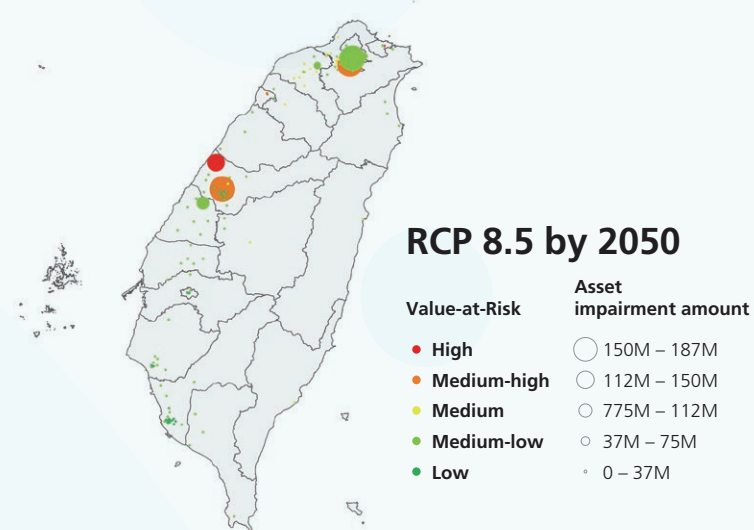 RCP 8.5 by 2050
Value-at-Risk
Asset
impairment amount
High
Medium-high
Medium
Medium-low
Low
150M – 187M
112M – 150M
775M – 112M
37M – 75M
0 – 37M